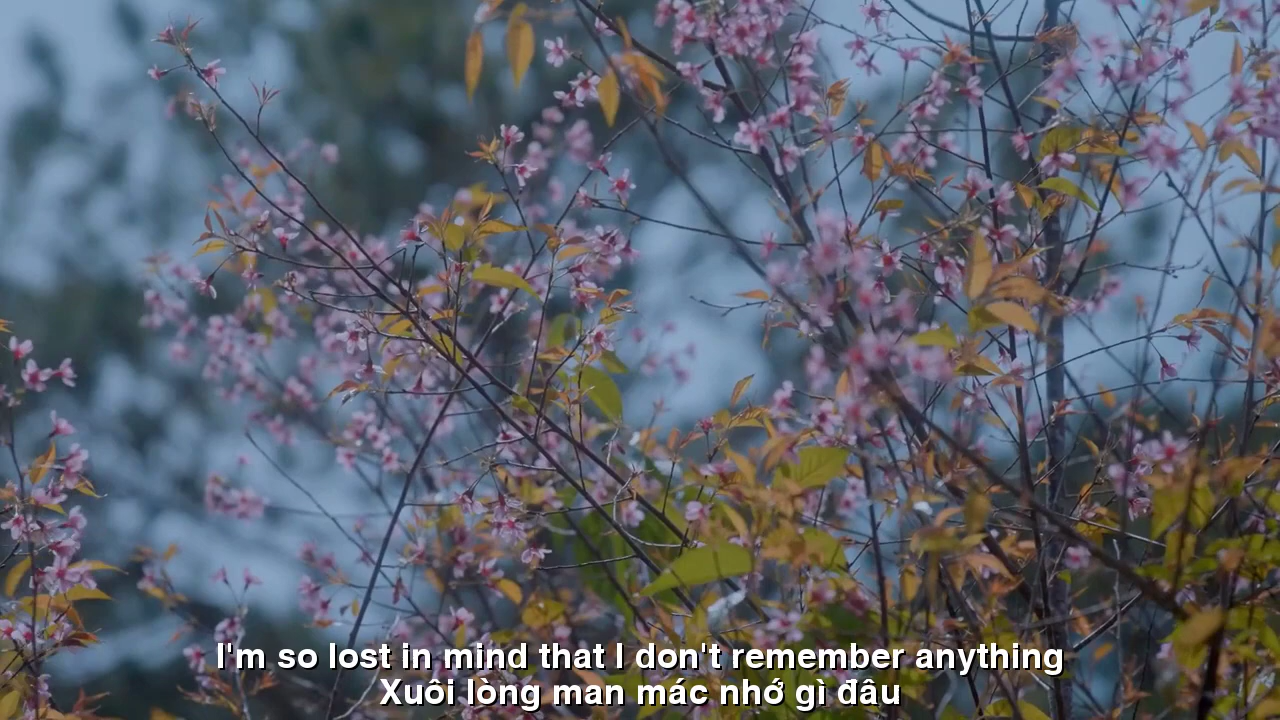 I'm so lost in mind that I don't remember anything
Xuôi lòng man mác nhớ gì đâu